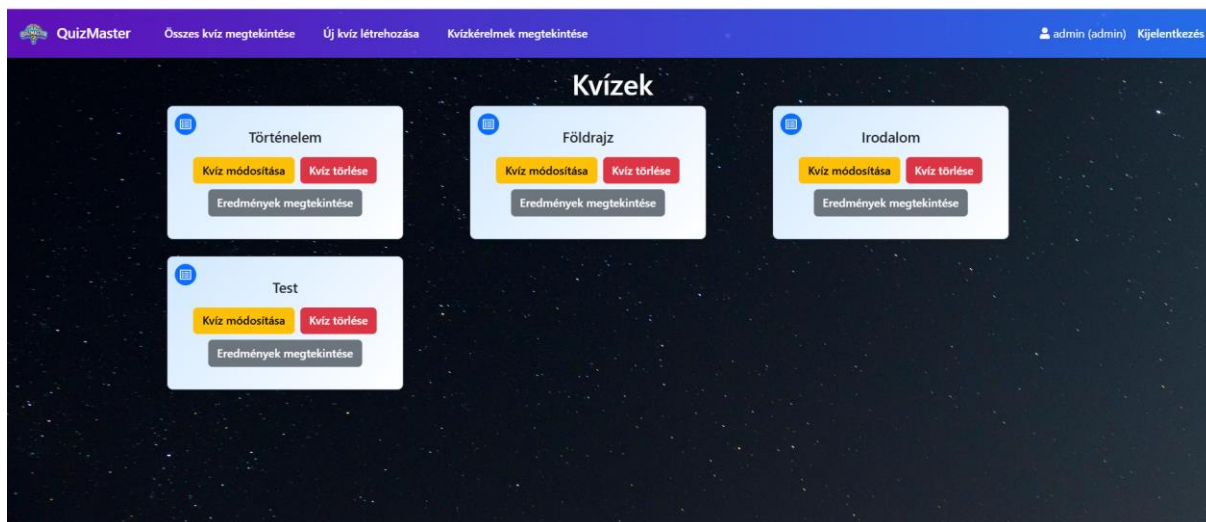 QuizMaster Összes kvíz megtekintése Új kvíz létrehozása Kvízkérelmek megtekintése admin (admin) Kijelentkezés
Kvízek
Történelem
Kvíz módosítása Kvíz törlése
Eredmények megtekintése
Földrajz
Kvíz módosítása Kvíz törlése
Eredmények megtekintése
Irodalom
Kvíz módosítása Kvíz törlése
Eredmények megtekintése
Test
Kvíz módosítása Kvíz törlése
Eredmények megtekintése